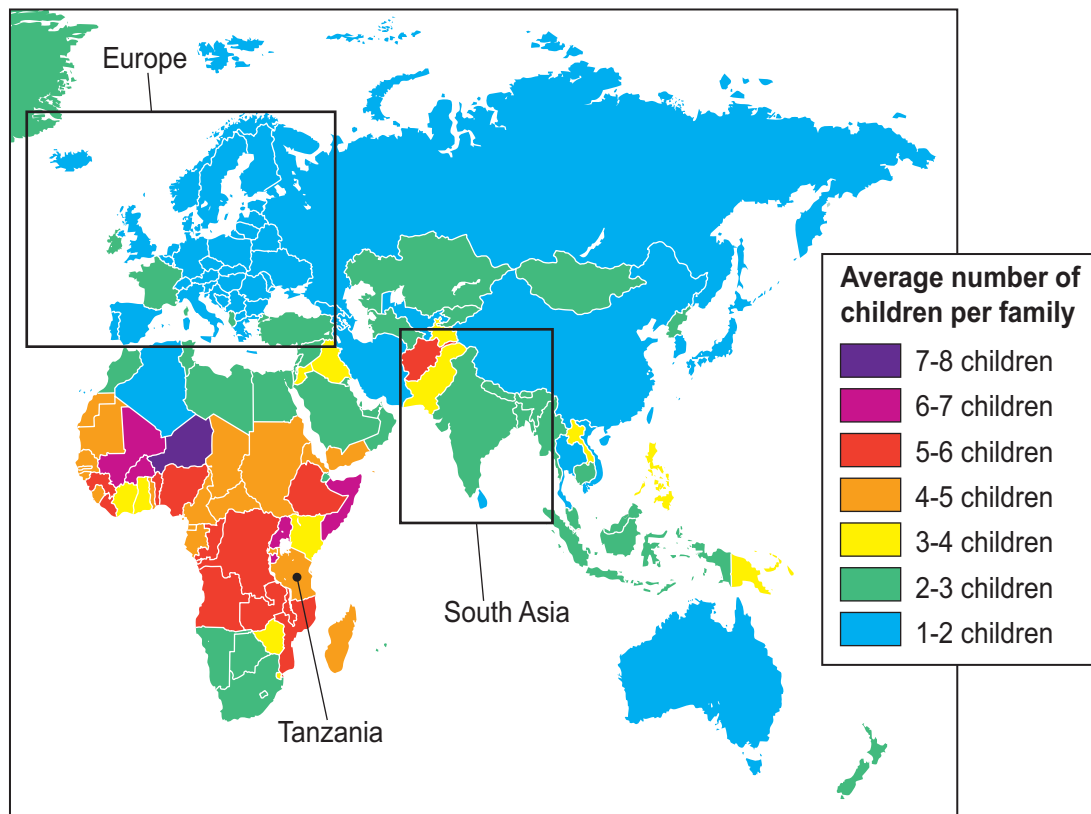 Europe
South Asia
Tanzania
Average number of
children per family
7-8 children
6-7 children
5-6 children
4-5 children
3-4 children
2-3 children
1-2 children